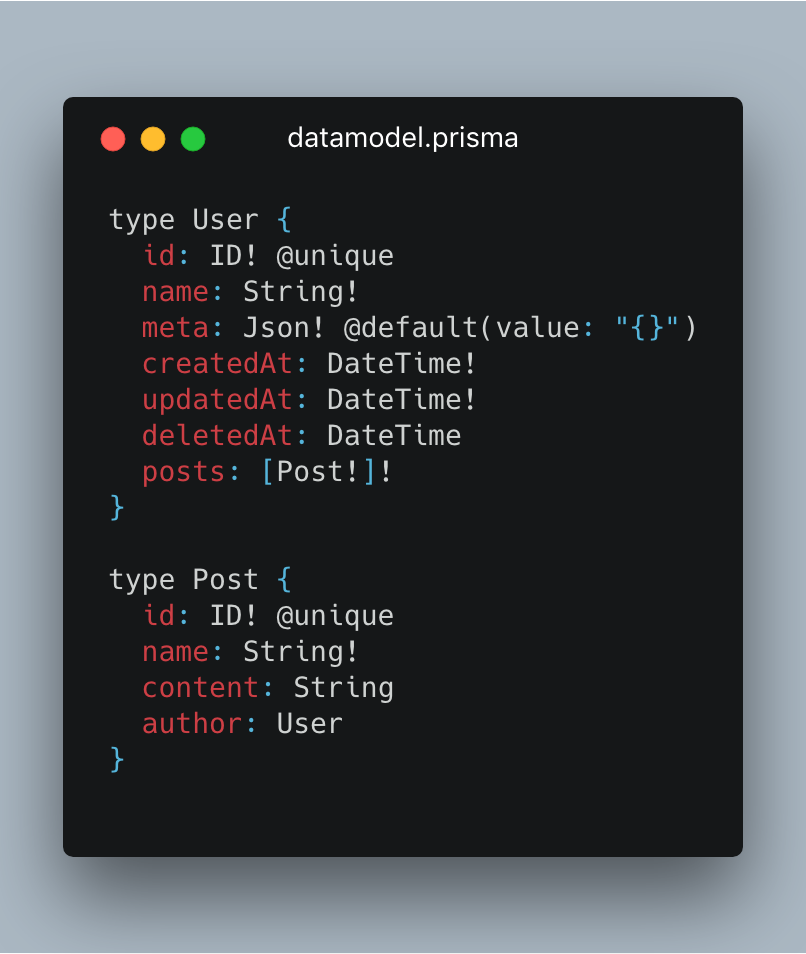 datamodel.prisma
type User {
  id: ID! @unique
  name: String!
  meta: Json! @default(value: "{}")
  createdAt: DateTime!
  updatedAt: DateTime!
  deletedAt: DateTime
  posts: [Post!]!
}
type Post {
  id: ID! @unique
  name: String!
  content: String
  author: User
}